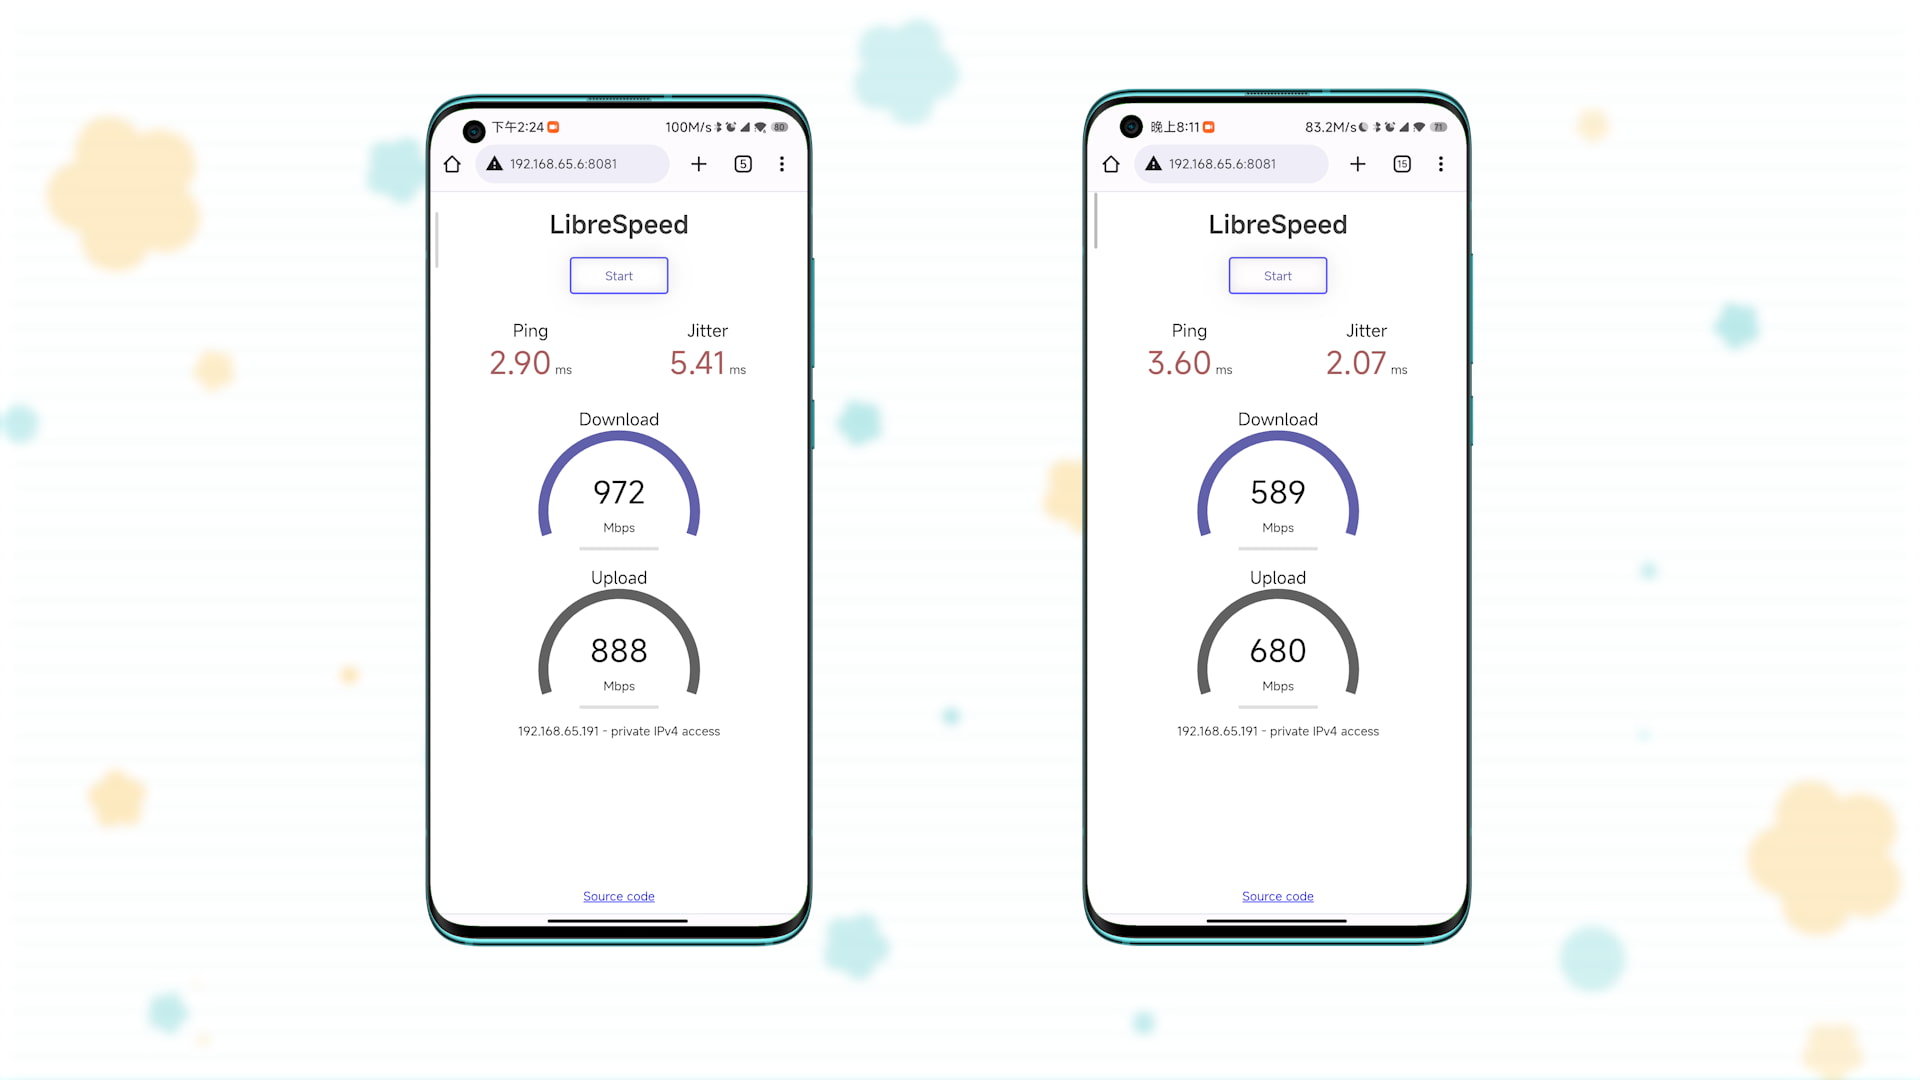 下午2:24 100M/s 80
192.168.65.6:8081 5
LibreSpeed
Start
Ping Jitter
2.90 ms 5.41 ms
Download
972
Mbps
Upload
888
Mbps
192.168.65.191 - private IPv4 access
Source code
晚上8:11 83.2M/s 71
192.168.65.6:8081 15
LibreSpeed
Start
Ping Jitter
3.60 ms 2.07 ms
Download
589
Mbps
Upload
680
Mbps
192.168.65.191 - private IPv4 access
Source code